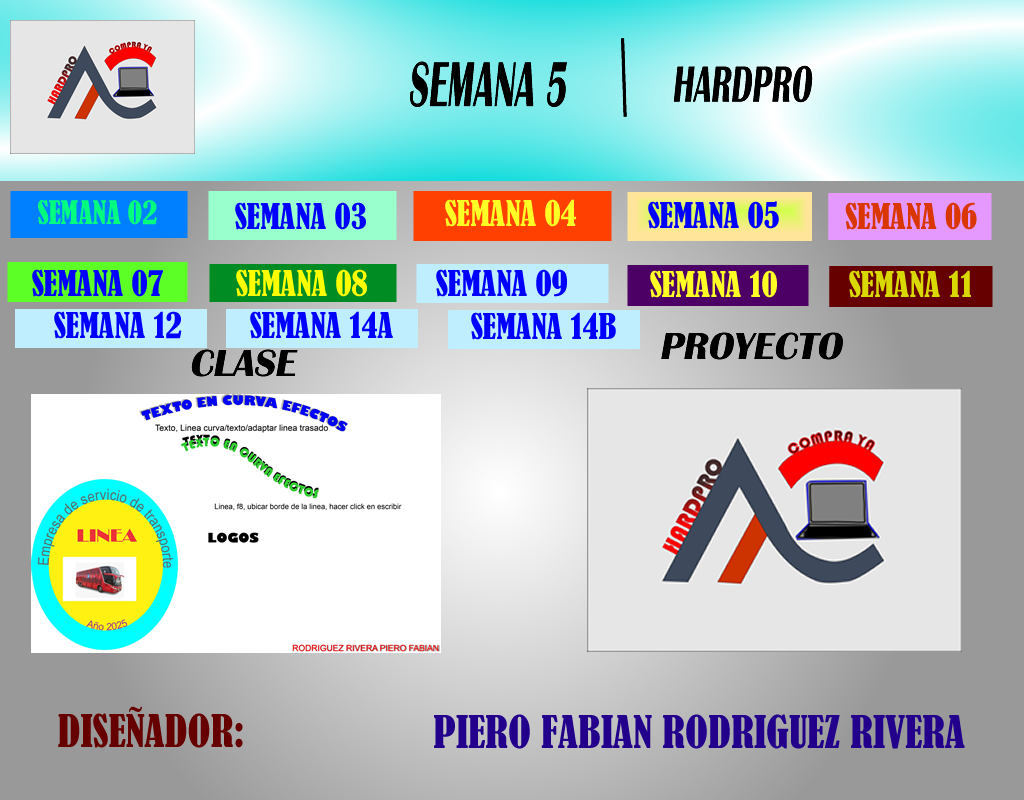 HARDPRO
COMPRA YA
SEMANA 5
HARDPRO
SEMANA 02
SEMANA 03
SEMANA 04
SEMANA 05
SEMANA 06
SEMANA 07
SEMANA 08
SEMANA 09
SEMANA 10
SEMANA 11
SEMANA 12
SEMANA 14A
SEMANA 14B
CLASE
PROYECTO
TEXTO EN CURVA EFECTOS
Texto, Linea curva/texto/adaptar linea trasado
TEXTO EN CURVA EFECTOS
Linea, f8, ubicar borde de la linea, hacer click en escribir
LOGOS
Empresa de servicio de transporte
LINEA
Año 2025
RODRIGUEZ RIVERA PIERO FABIAN
HARDPRO
COMPRA YA
DISEÑADOR:
PIERO FABIAN RODRIGUEZ RIVERA